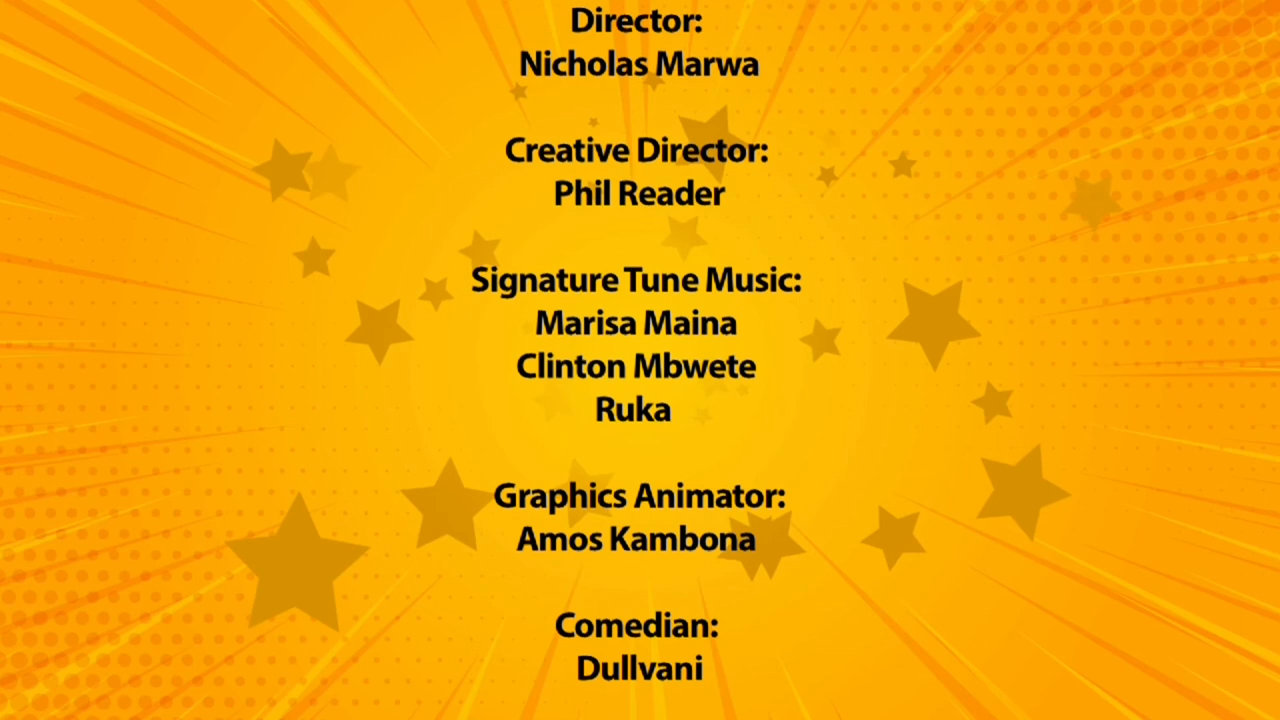 Director:
Nicholas Marwa
Creative Director:
Phil Reader
Signature Tune Music:
Marisa Maina
Clinton Mbwete
Ruka
Graphics Animator:
Amos Kambona
Comedian:
Dullvani